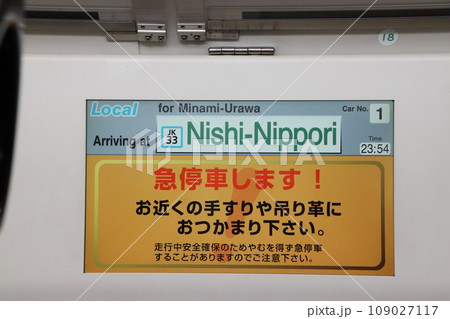 18
Local for Minami-Urawa Car No. 1
Arriving at JK 33 Nishi-Nippori
Time
23:54
急停車します！
お近くの手すりや吊り革に
おつかまり下さい。
走行中安全確保のためやむを得ず急停車
することがありますのでご注意下さい。
pixta.jp - 109027117